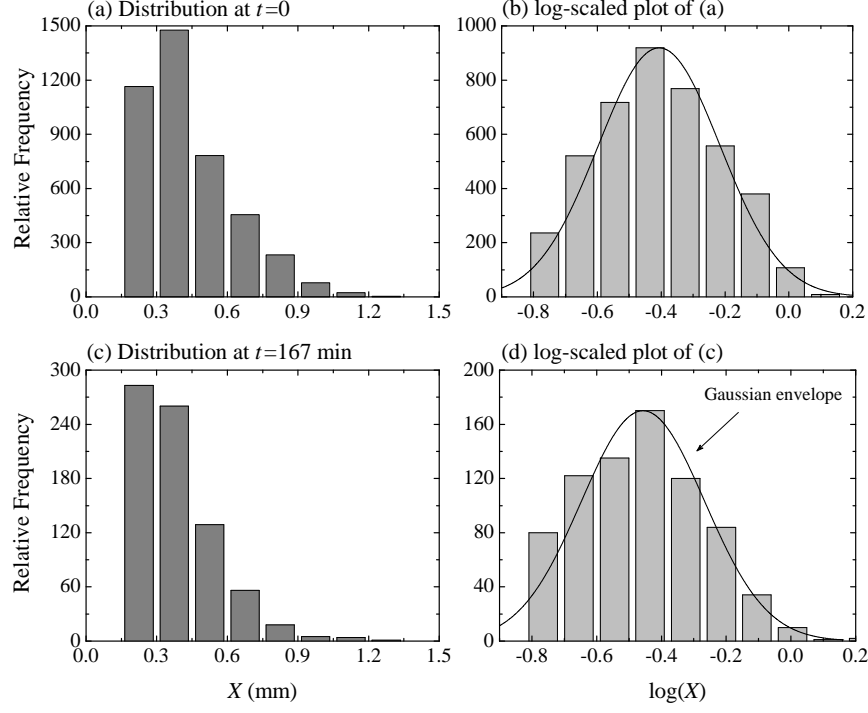 (a) Distribution at t=0
(b) log-scaled plot of (a)
Relative Frequency
1500
1200
900
600
300
0
0.0 0.3 0.6 0.9 1.2 1.5
1000
800
600
400
200
0
-0.8 -0.6 -0.4 -0.2 0.0 0.2
(c) Distribution at t=167 min
(d) log-scaled plot of (c)
Relative Frequency
300
240
180
120
60
0
0.0 0.3 0.6 0.9 1.2 1.5
X (mm)
200
160
120
80
40
0
Gaussian envelope
-0.8 -0.6 -0.4 -0.2 0.0 0.2
log(X)